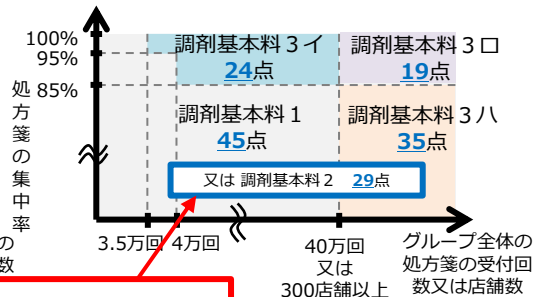 100%
95%
85%
処方箋の集中率
調剤基本料３イ
24点
調剤基本料３ロ
19点
調剤基本料１
45点
調剤基本料３ハ
35点
又は 調剤基本料２ 29点
の
数
3.5万回
4万回
40万回
又は
300店舗以上
グループ全体の
処方箋の受付回
数又は店舗数